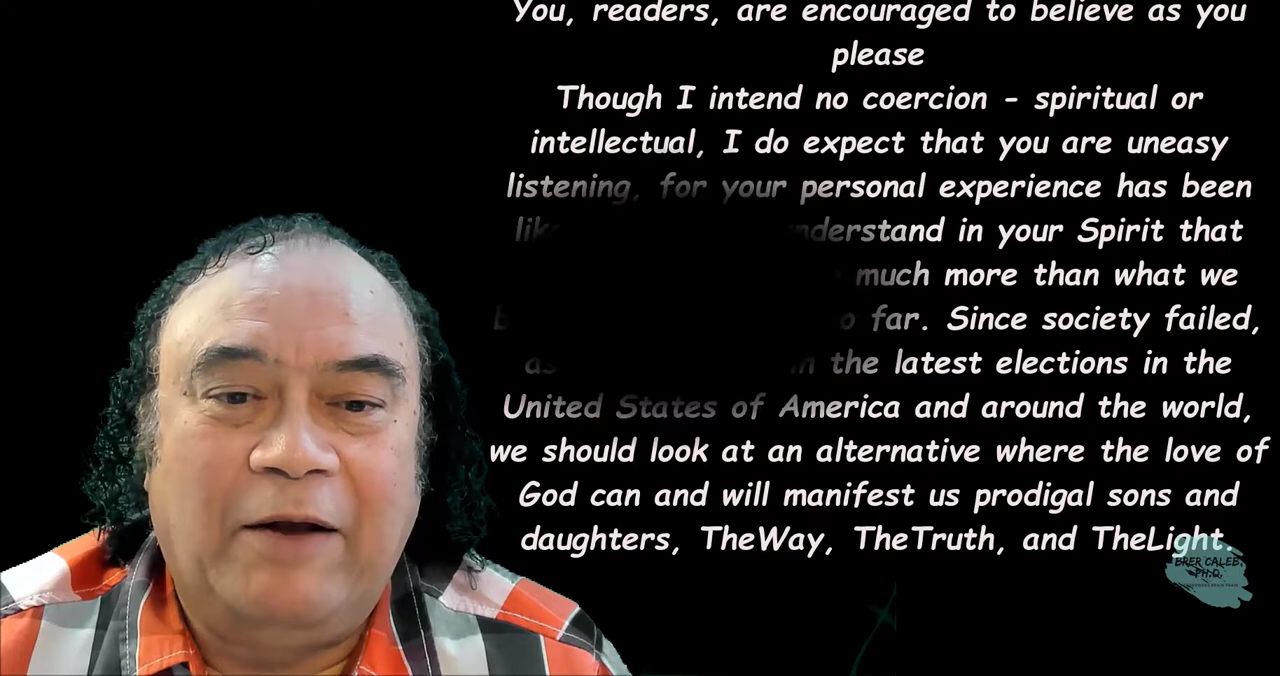 You, readers, are encouraged to believe as you
please
Though I intend no coercion - spiritual or
intellectual, I do expect that you are uneasy
listening, for your personal experience has been
understand in your Spirit that
much more than what we
far. Since society failed,
the latest elections in the
United States of America and around the world,
we should look at an alternative where the love of
God can and will manifest us prodigal sons and
daughters, TheWay, TheTruth, and TheLight.
BRER CALEB,
PH.D.